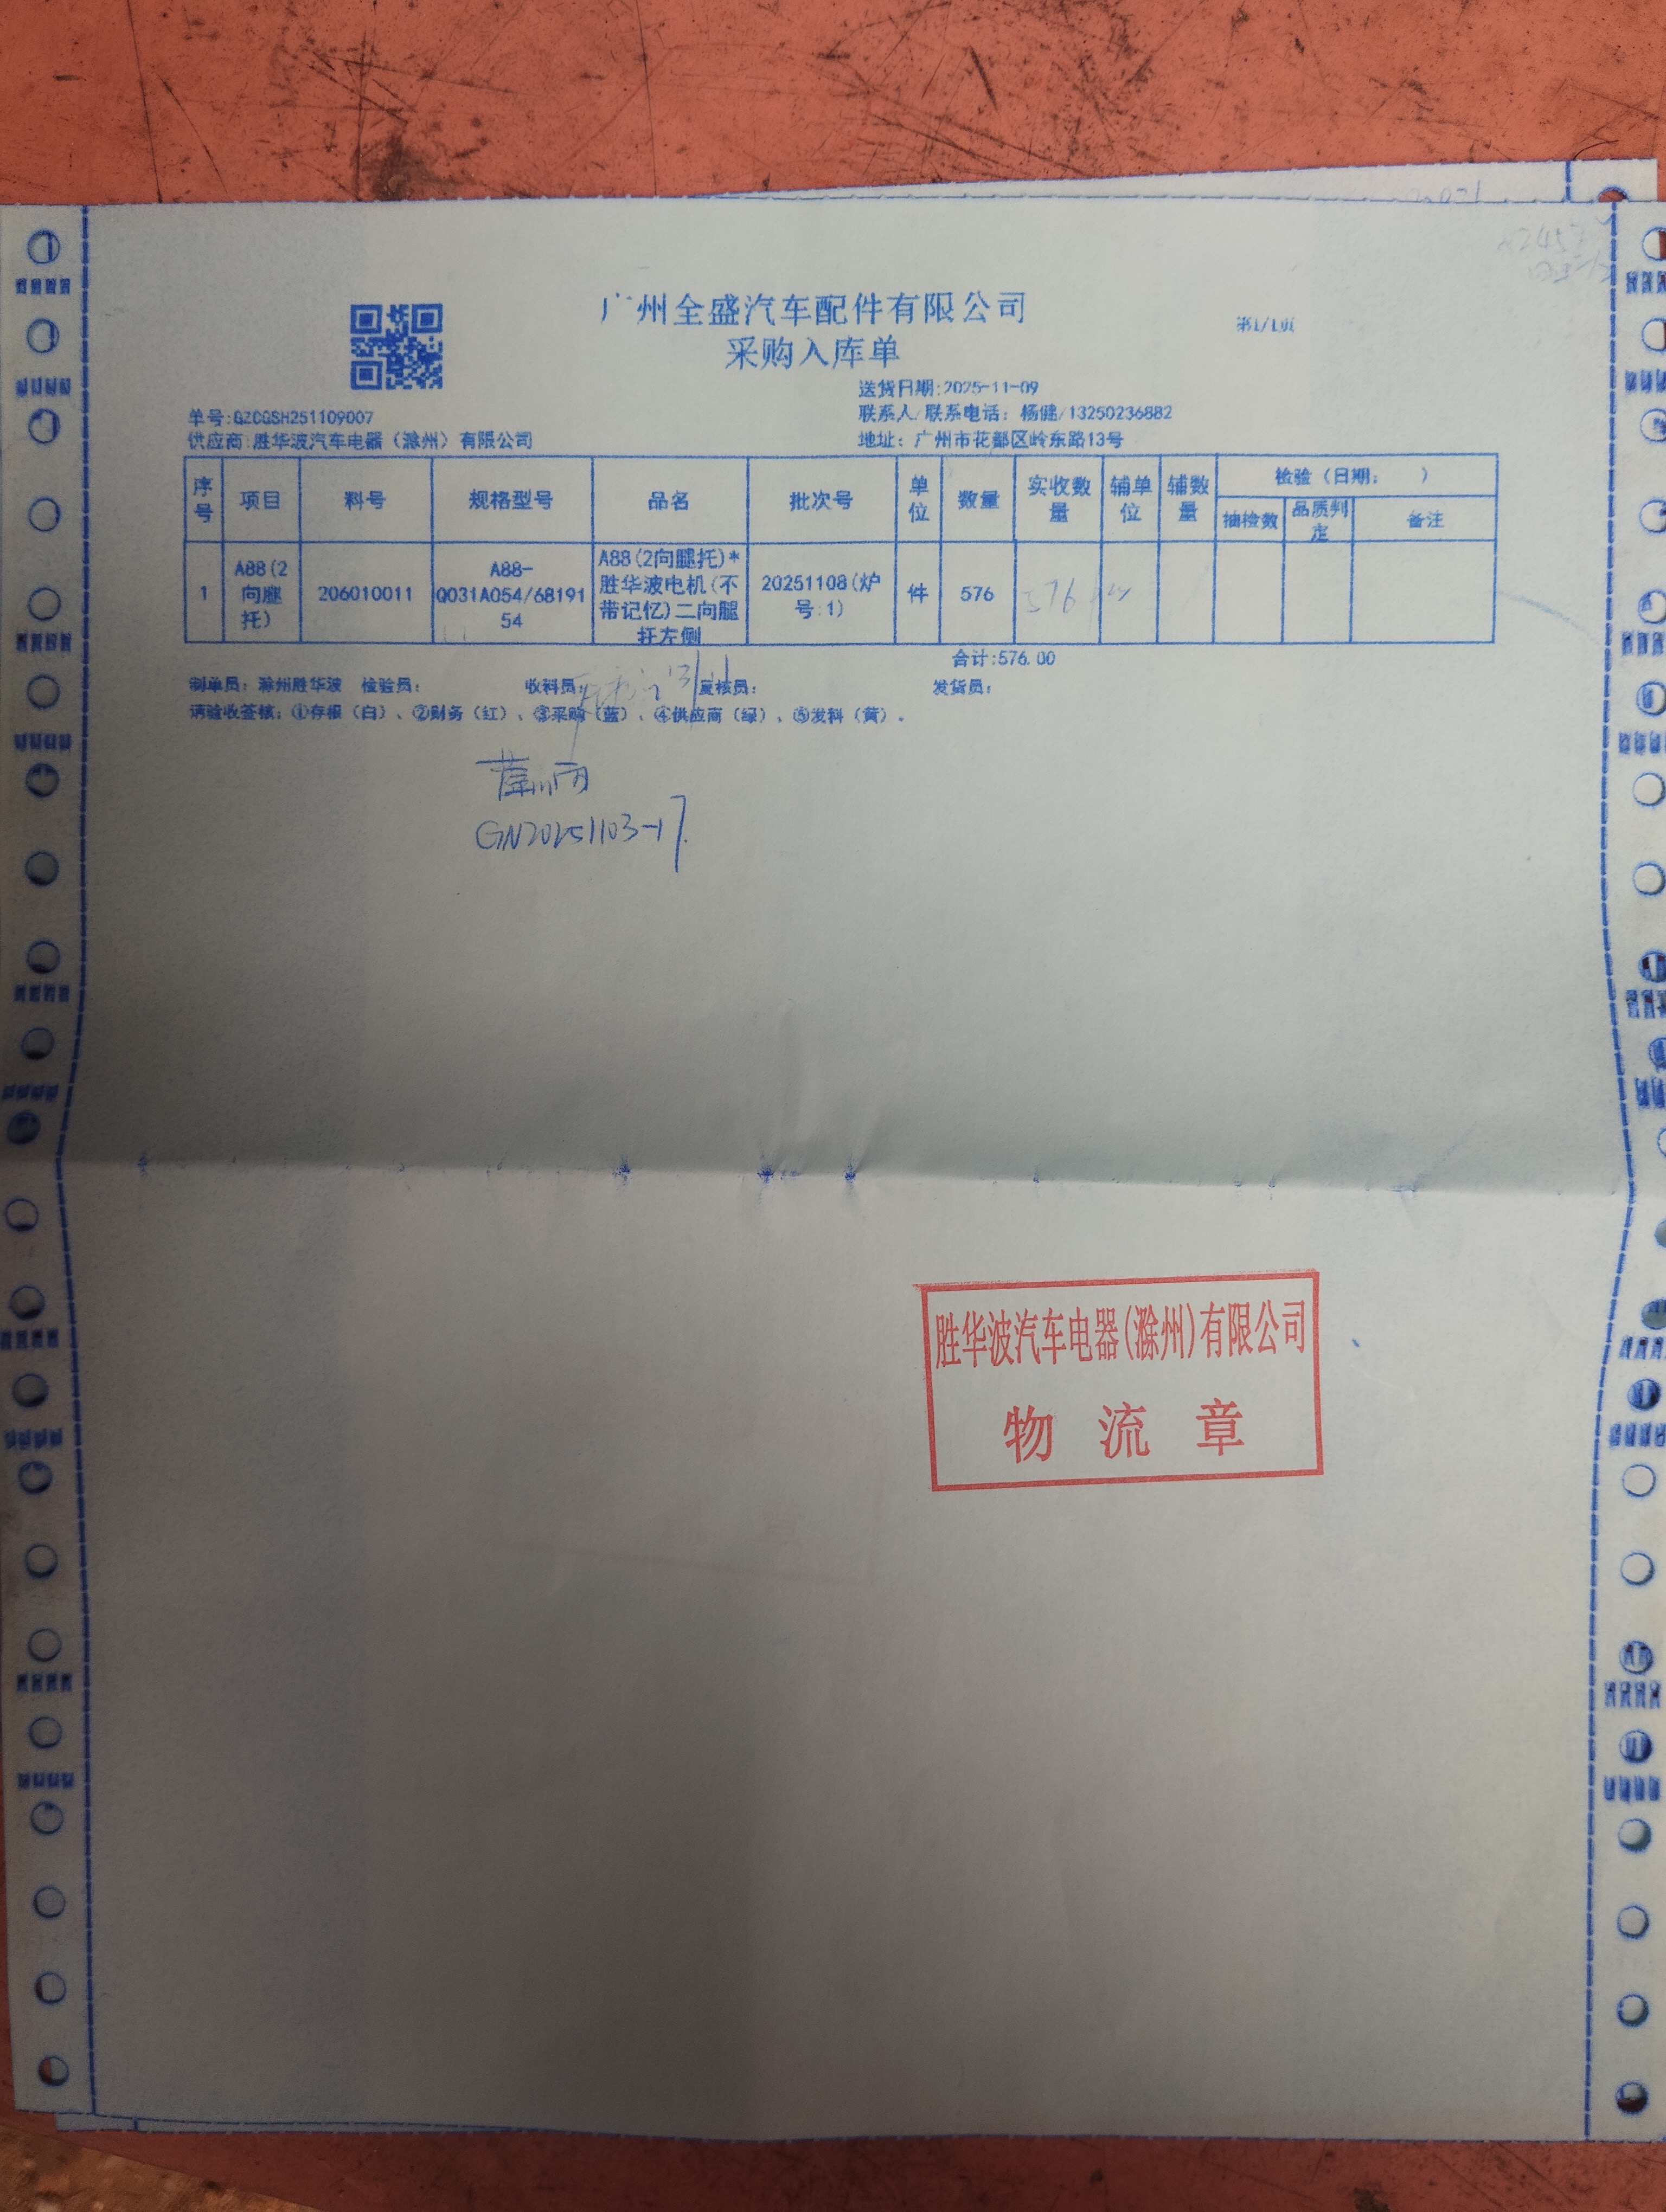 广州全盛汽车配件有限公司
采购入库单
第1/1页
送货日期:2025-11-09
单号:GZCGSH251109007
联系人/联系电话: 杨健/13250236882
供应商:胜华波汽车电器（滁州）有限公司
地址: 广州市花都区岭东路13号
序号 项目 料号 规格型号 品名 批次号 单位 数量 实收数量 辅单位 辅数量 检验（日期: ）
抽检数 品质判定 备注
1 A88(2向腿托) 206010011 A88-Q031A054/6819154 A88(2向腿托)*胜华波电机(不带记忆)二向腿托左侧 20251108(炉号:1) 件 576 576
合计:576.00
制单员: 滁州胜华波 检验员: 收料员: 复核员: 发货员:
请验收签核: ①存根（白）、②财务（红）、③采购（蓝）、④供应商（绿）、⑤发料（黄）.
GN20251103-17.
胜华波汽车电器(滁州)有限公司
物流章